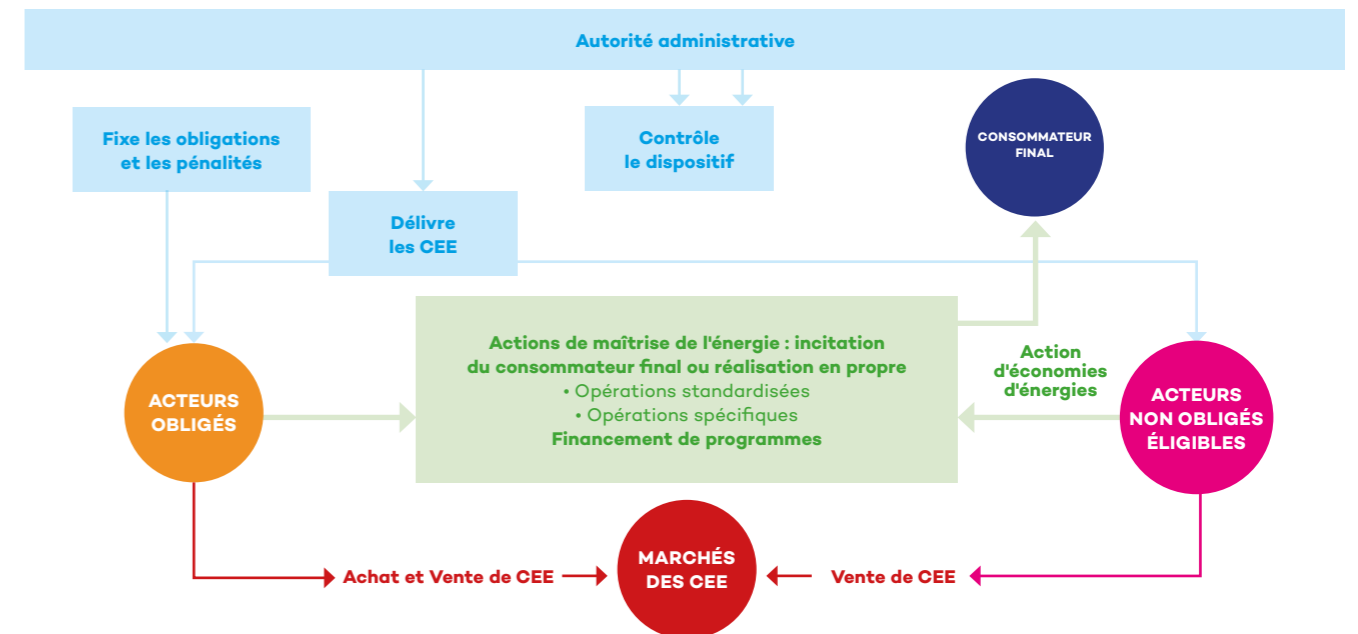 Autorité administrative
Fixe les obligations
et les pénalités
Contrôle
le dispositif
CONSOMMATEUR
FINAL
Délivre
les CEE
Actions de maîtrise de l'énergie : incitation
du consommateur final ou réalisation en propre
• Opérations standardisées
• Opérations spécifiques
Financement de programmes
Action
d'économies
d'énergies
ACTEURS
OBLIGÉS
ACTEURS
NON OBLIGÉS
ÉLIGIBLES
Achat et Vente de CEE
MARCHÉS
DES CEE
Vente de CEE